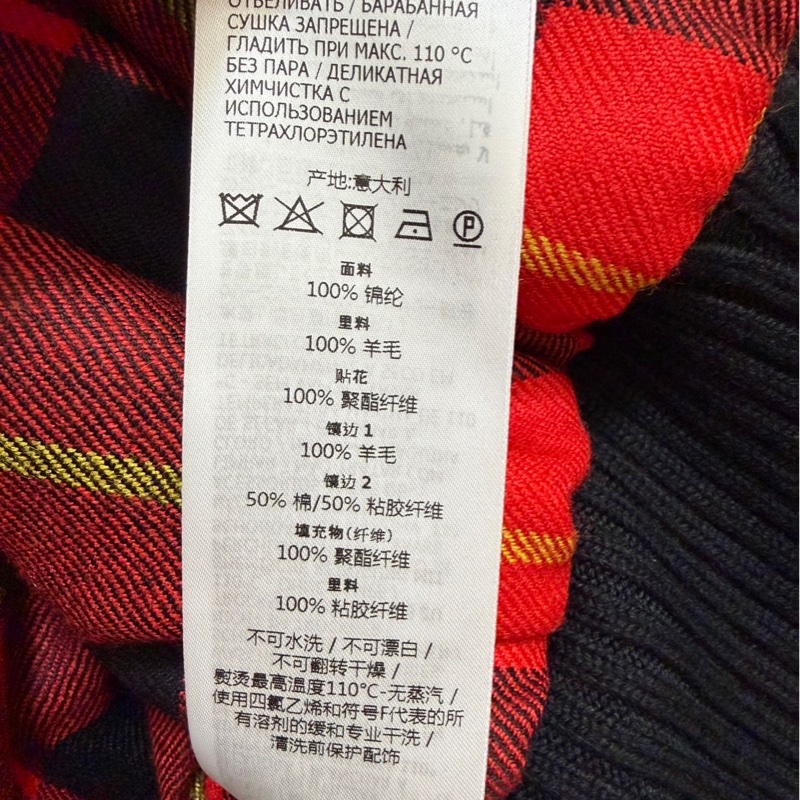 ОТБЕЛИВАТЬ / БАРАБАННАЯ
СУШКА ЗАПРЕЩЕНА /
ГЛАДИТЬ ПРИ МАКС. 110 °C
БЕЗ ПАРА / ДЕЛИКАТНАЯ
ХИМЧИСТКА С
ИСПОЛЬЗОВАНИЕМ
ТЕТРАХЛОРЭТИЛЕНА
产地:意大利
P
面料
100% 锦纶
里料
100% 羊毛
贴花
100% 聚酯纤维
镶边 1
100% 羊毛
镶边 2
50% 棉/50% 粘胶纤维
填充物(纤维)
100% 聚酯纤维
里料
100% 粘胶纤维
不可水洗 / 不可漂白 /
不可翻转干燥 /
熨烫最高温度110°C-无蒸汽 /
使用四氯乙烯和符号F代表的所
有溶剂的缓和专业干洗 /
清洗前保护配饰